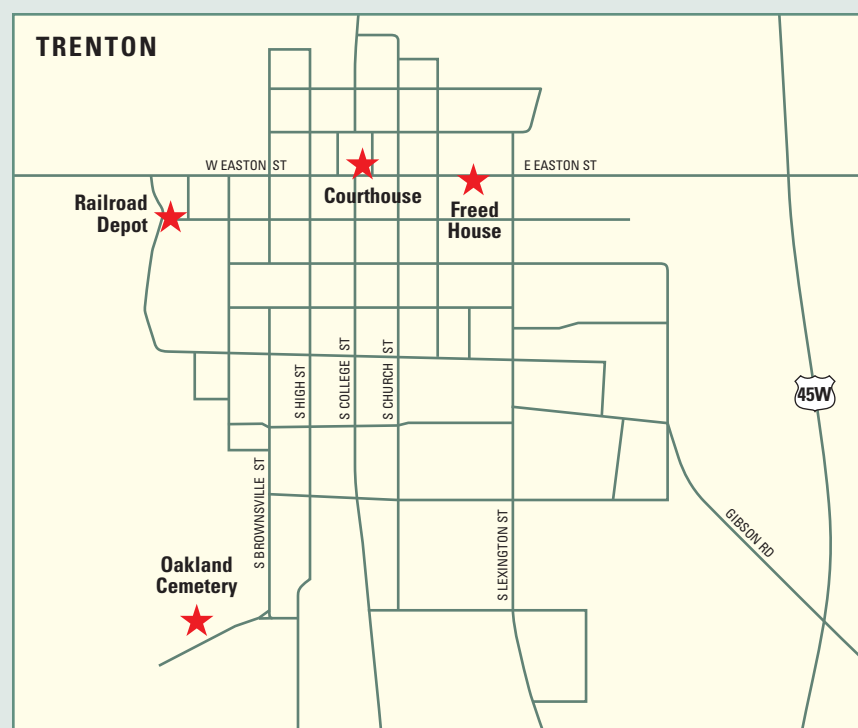 TRENTON
W EASTON ST
E EASTON ST
Courthouse
Railroad
Depot
Freed
House
S HIGH ST
S COLLEGE ST
S CHURCH ST
45W
S BROWNSVILLE ST
S LEXINGTON ST
GIBSON RD
Oakland
Cemetery